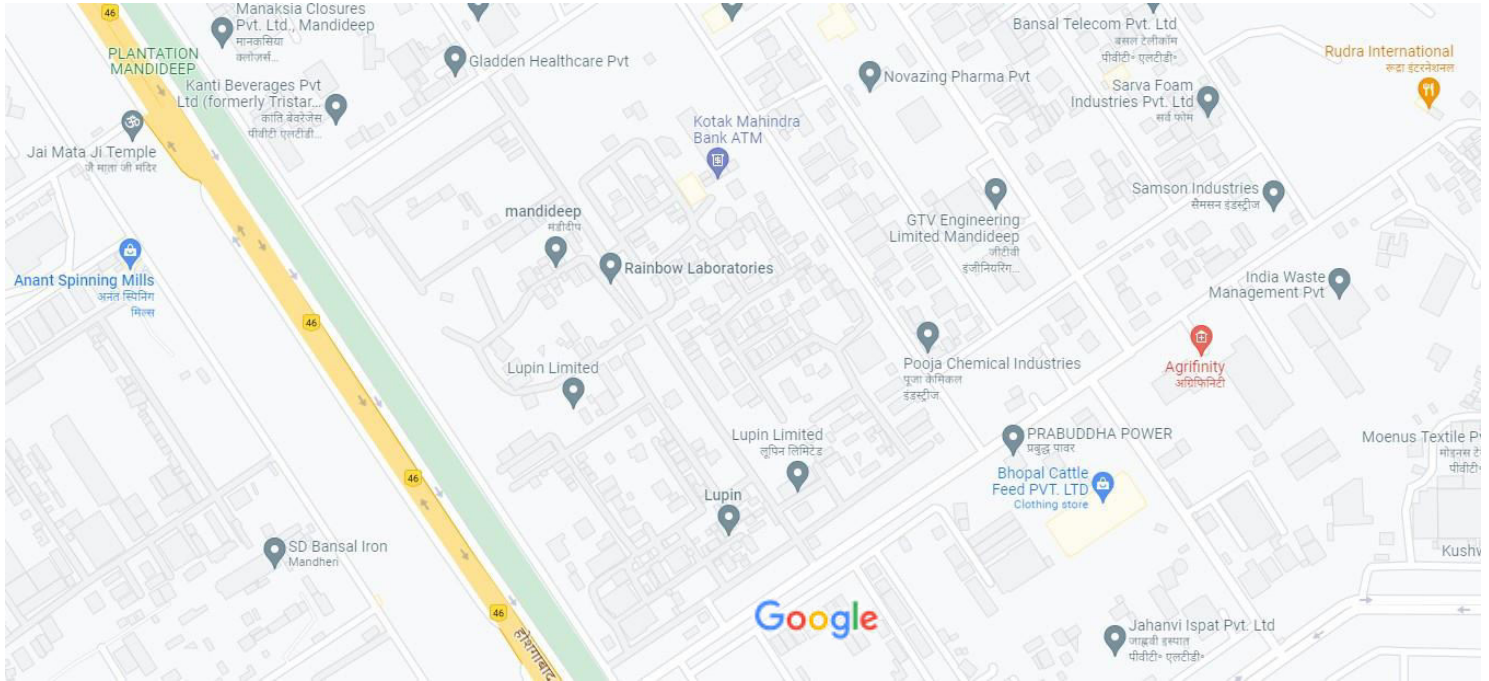 46
Manaksia Closures
Pvt. Ltd., Mandideep
मानकसिया
क्लोज़र्स...
PLANTATION
MANDIDEEP
Gladden Healthcare Pvt
Kanti Beverages Pvt
Ltd (formerly Tristar...
कांति बेवरेजेस
पीवीटी एलटीडी...
Jai Mata Ji Temple
जै माता जी मंदिर
Bansal Telecom Pvt. Ltd
बंसल टेलीकॉम
पीवीटी॰ एलटीडी॰
Rudra International
रूद्रा इंटरनेशनल
Novazing Pharma Pvt
Sarva Foam
Industries Pvt. Ltd
सर्व फोम
Kotak Mahindra
Bank ATM
Samson Industries
सैमसन इंडस्ट्रीज
mandideep
मंडीदीप
GTV Engineering
Limited Mandideep
जीटीवी
इंजीनियरिंग...
Rainbow Laboratories
Anant Spinning Mills
अनंत स्पिनिंग
मिल्स
India Waste
Management Pvt
46
Lupin Limited
Pooja Chemical Industries
पूजा केमिकल
इंडस्ट्रीज
Agrifinity
अग्रिफिनिटी
Lupin Limited
लूपिन लिमिटेड
PRABUDDHA POWER
प्रबुद्ध पावर
Moenus Textile P
मोइनस
पीवीटी॰
46
Bhopal Cattle
Feed PVT. LTD
Clothing store
Lupin
SD Bansal Iron
Mandheri
Kushw
46
होशंगाबाद
Google
Jahanvi Ispat Pvt. Ltd
जाह्नवी इस्पात
पीवीटी॰ एलटीडी॰